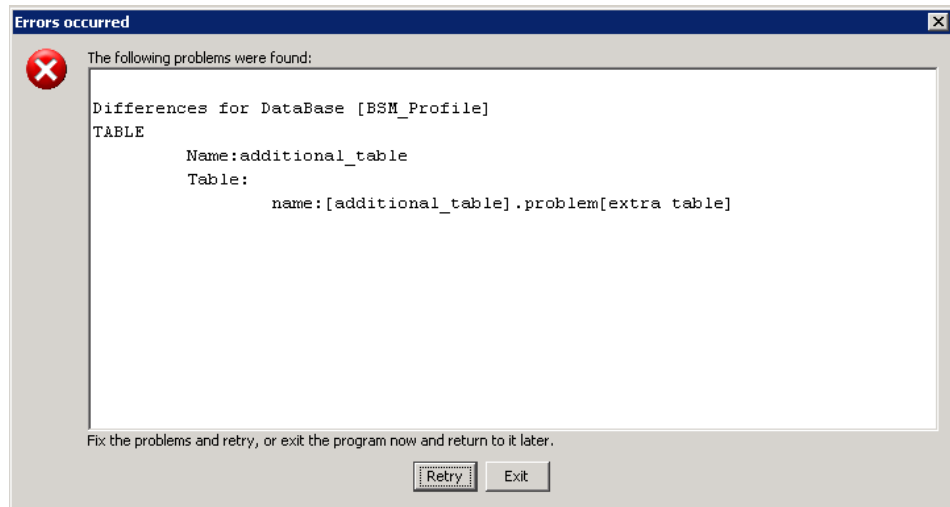 Errors occurred
The following problems were found:
Differences for DataBase [BSM_Profile]
TABLE
Name:additional_table
Table:
name:[additional_table].problem[extra table]
Fix the problems and retry, or exit the program now and return to it later.
Retry
Exit